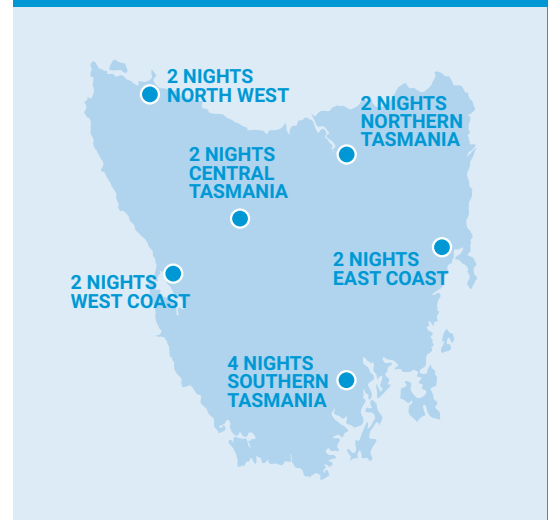 2 NIGHTS
NORTH WEST
2 NIGHTS
NORTHERN
TASMANIA
2 NIGHTS
CENTRAL
TASMANIA
2 NIGHTS
EAST COAST
2 NIGHTS
WEST COAST
4 NIGHTS
SOUTHERN
TASMANIA